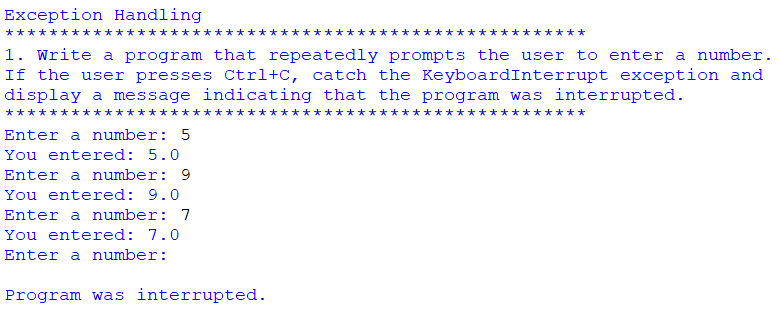 Exception Handling
*****************************************************
1. Write a program that repeatedly prompts the user to enter a number.
If the user presses Ctrl+C, catch the KeyboardInterrupt exception and
display a message indicating that the program was interrupted.
*****************************************************
Enter a number: 5
You entered: 5.0
Enter a number: 9
You entered: 9.0
Enter a number: 7
You entered: 7.0
Enter a number:
Program was interrupted.